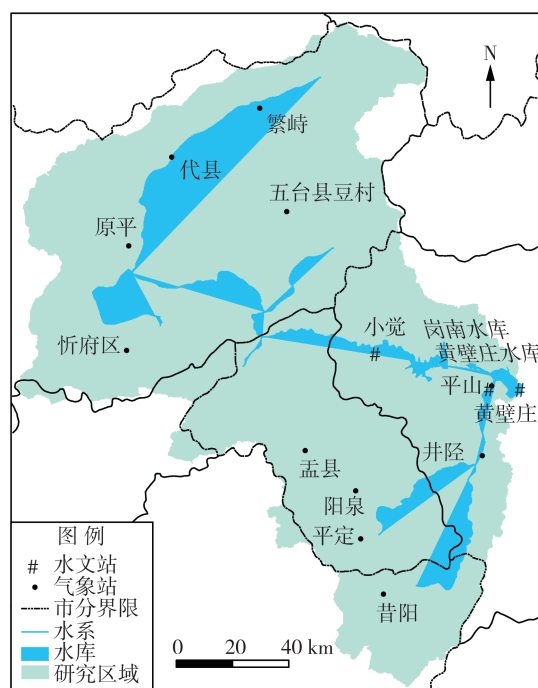 N
繁峙
代县
五台县豆村
原平
忻府区
小觉
岗南水库
黄壁庄水库
平山
黄壁庄
井陉
盂县
阳泉
平定
昔阳
图例
# 水文站
气象站
市分界限
水系
水库
研究区域
0 20 40 km